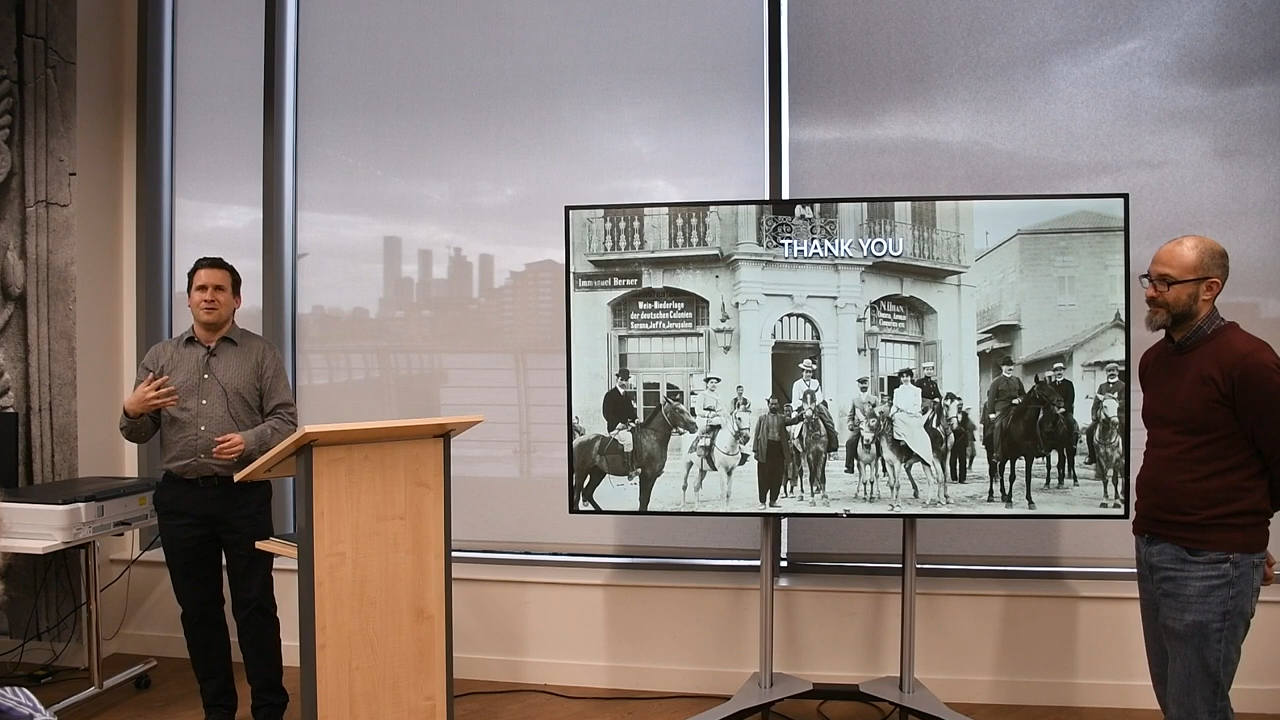 THANK YOU
Immanuel Berner
Wein-Niederlage
der deutschen Colonien
Sarona, Jaffa, Jerusalem